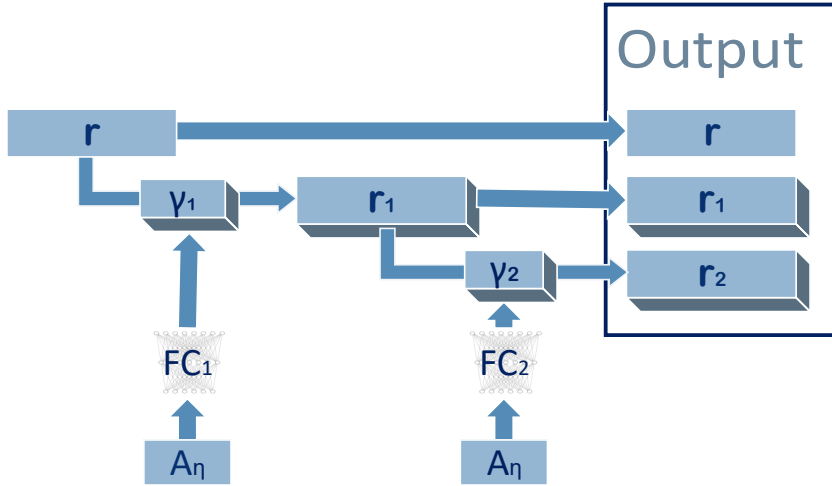 Output
r
r
γ₁
r₁
r₁
γ₂
r₂
FC₁
FC₂
Aη
Aη